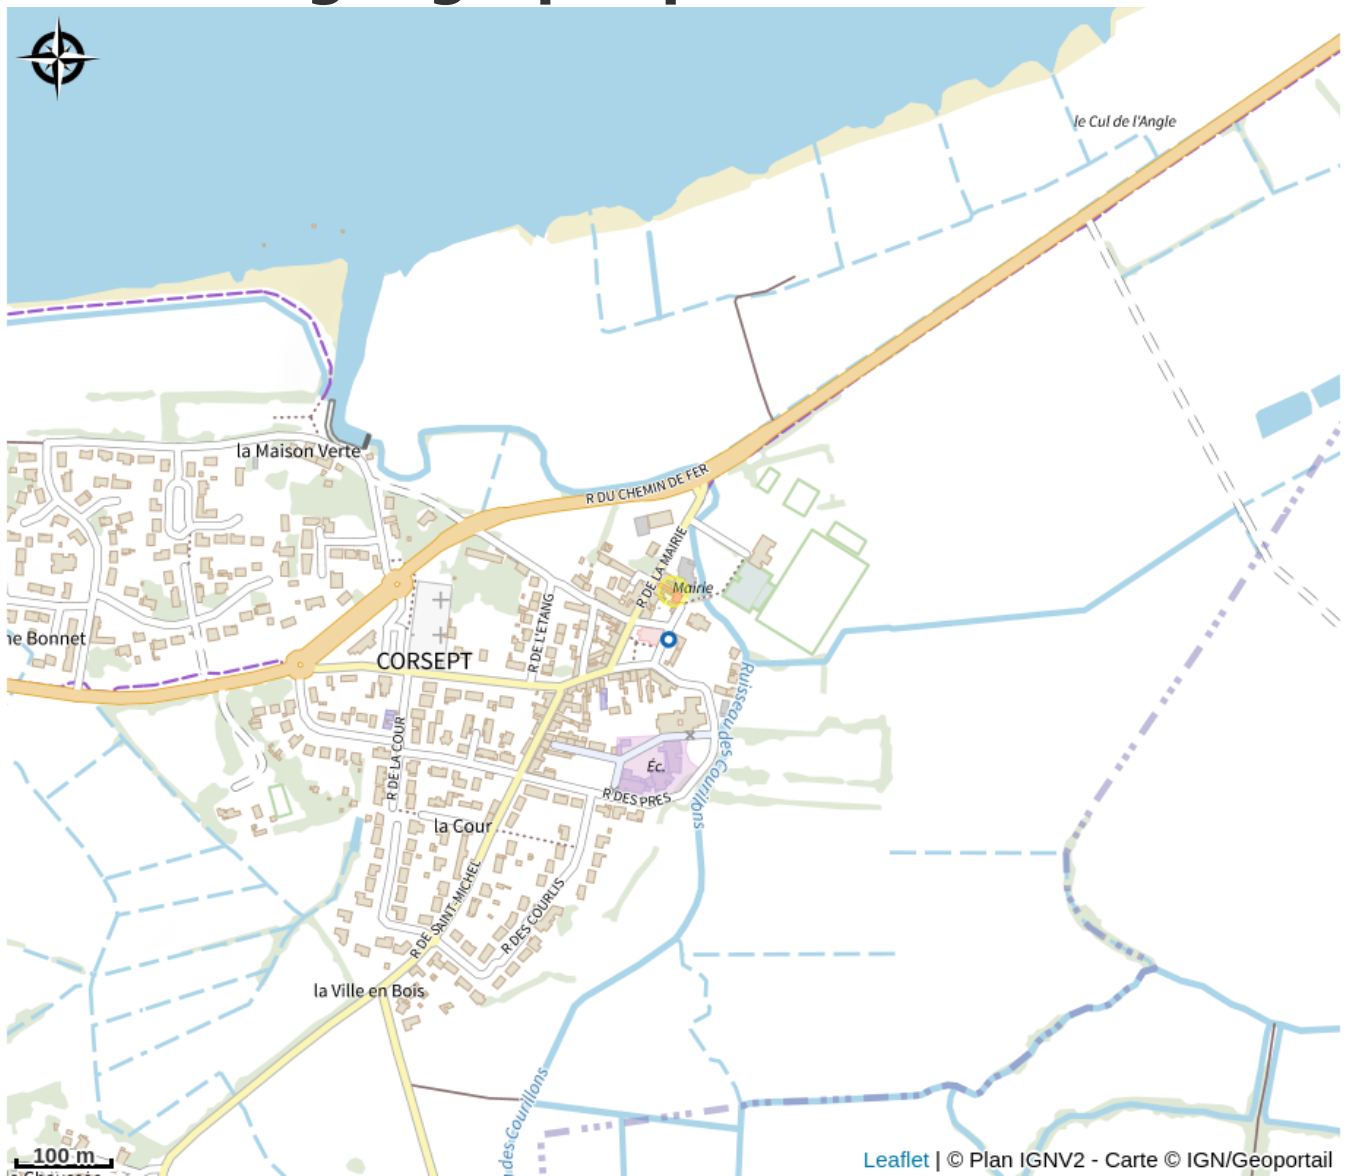 le Cul de l'Angle
la Maison Verte
R DU CHEMIN DE FER
R DE LA MAIRIE
Mairie
R DE L'ETANG
ne Bonnet
CORSEPT
Ruisseau des Courillons
R DE LA COUR
Éc.
R DES PRES
la Cour
R DE SAINT-MICHEL
R DES COURLIS
la Ville en Bois
des Courillons
100 m
Leaflet | © Plan IGNV2 - Carte © IGN/Geoportail